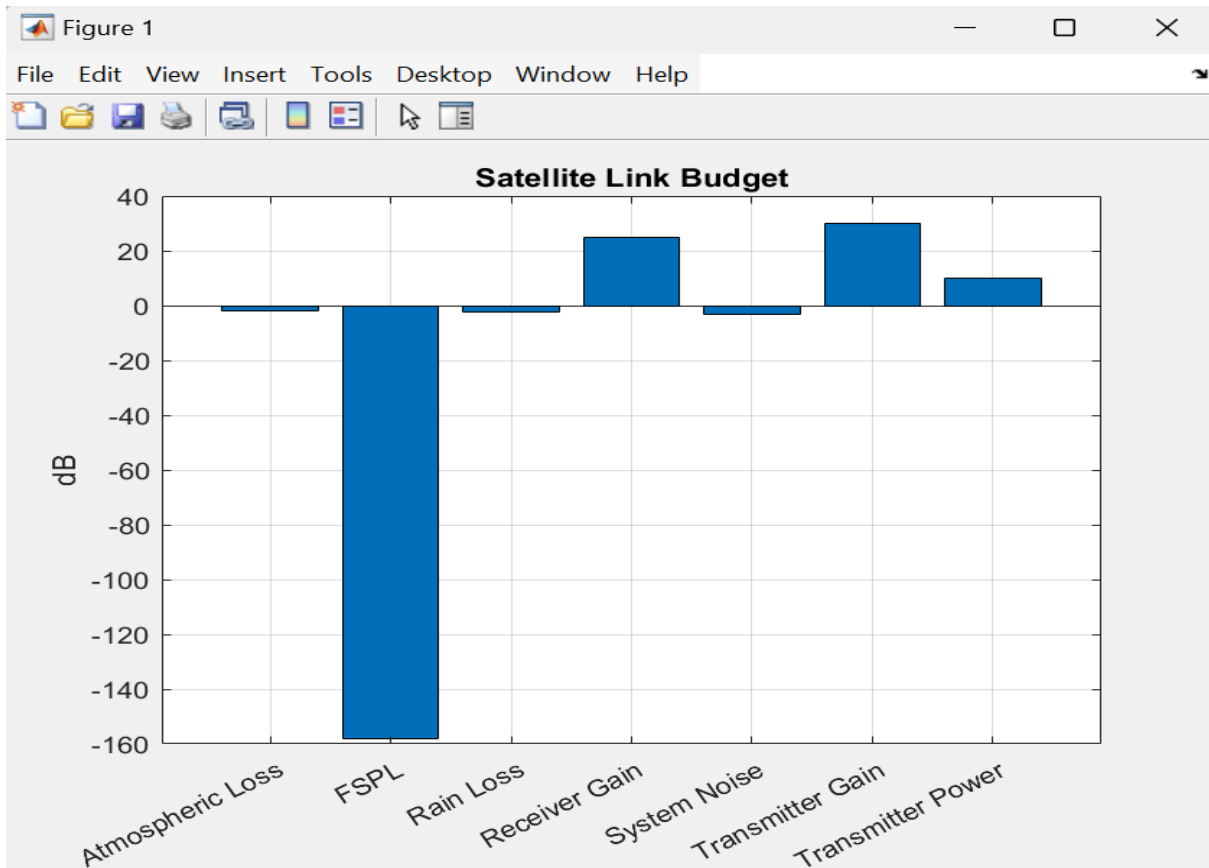 Figure 1
File Edit View Insert Tools Desktop Window Help
Satellite Link Budget
40
20
0
-20
-40
-60
-80
-100
-120
-140
-160
dB
Atmospheric Loss
FSPL
Rain Loss
Receiver Gain
System Noise
Transmitter Gain
Transmitter Power